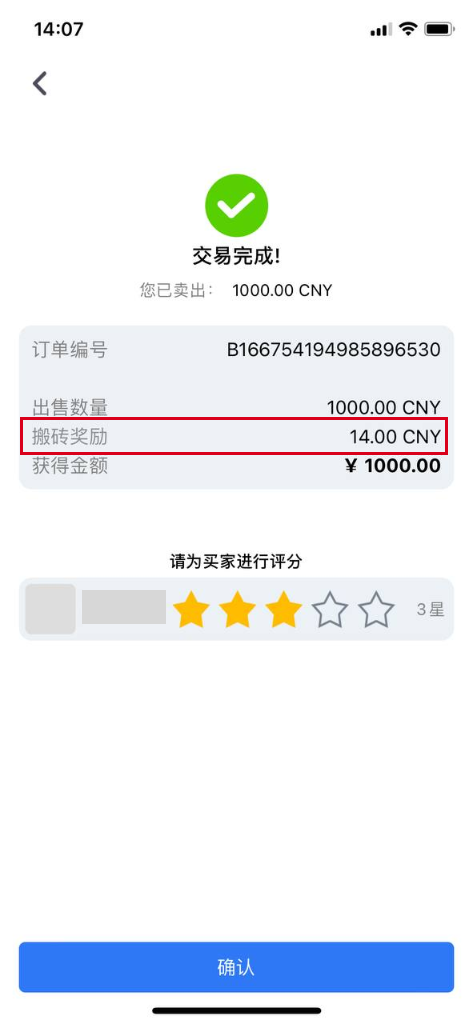 14:07
交易完成!
您已卖出： 1000.00 CNY
订单编号 B166754194985896530
出售数量 1000.00 CNY
搬砖奖励 14.00 CNY
获得金额 ¥ 1000.00
请为买家进行评分
3星
确认